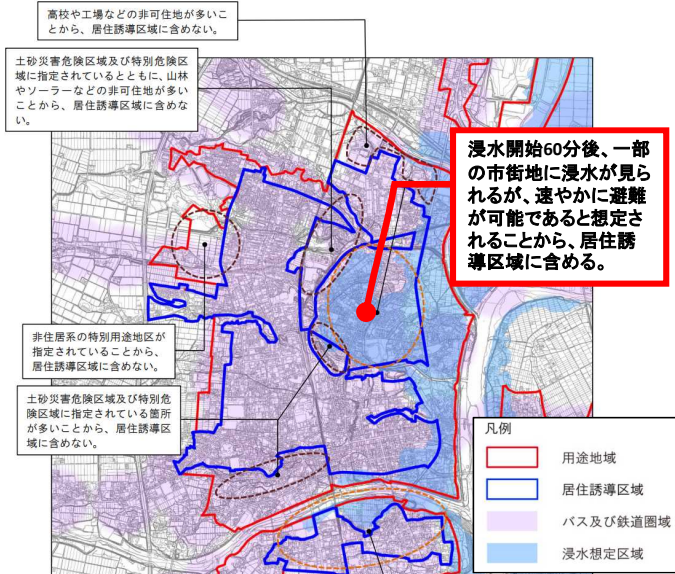 高校や工場などの非可住地が多いこ
とから、居住誘導区域に含めない。
土砂災害危険区域及び特別危険区
域に指定されているとともに、山林
やソーラーなどの非可住地が多い
ことから、居住誘導区域に含めな
い。
浸水開始60分後、一部
の市街地に浸水が見ら
れるが、速やかに避難
が可能であると想定さ
れることから、居住誘
導区域に含める。
非住居系の特別用途地区が
指定されていることから、
居住誘導区域に含めない。
土砂災害危険区域及び特別危
険区域に指定されている箇所
が多いことから、居住誘導区
域に含めない。
凡例
用途地域
居住誘導区域
バス及び鉄道圏域
浸水想定区域